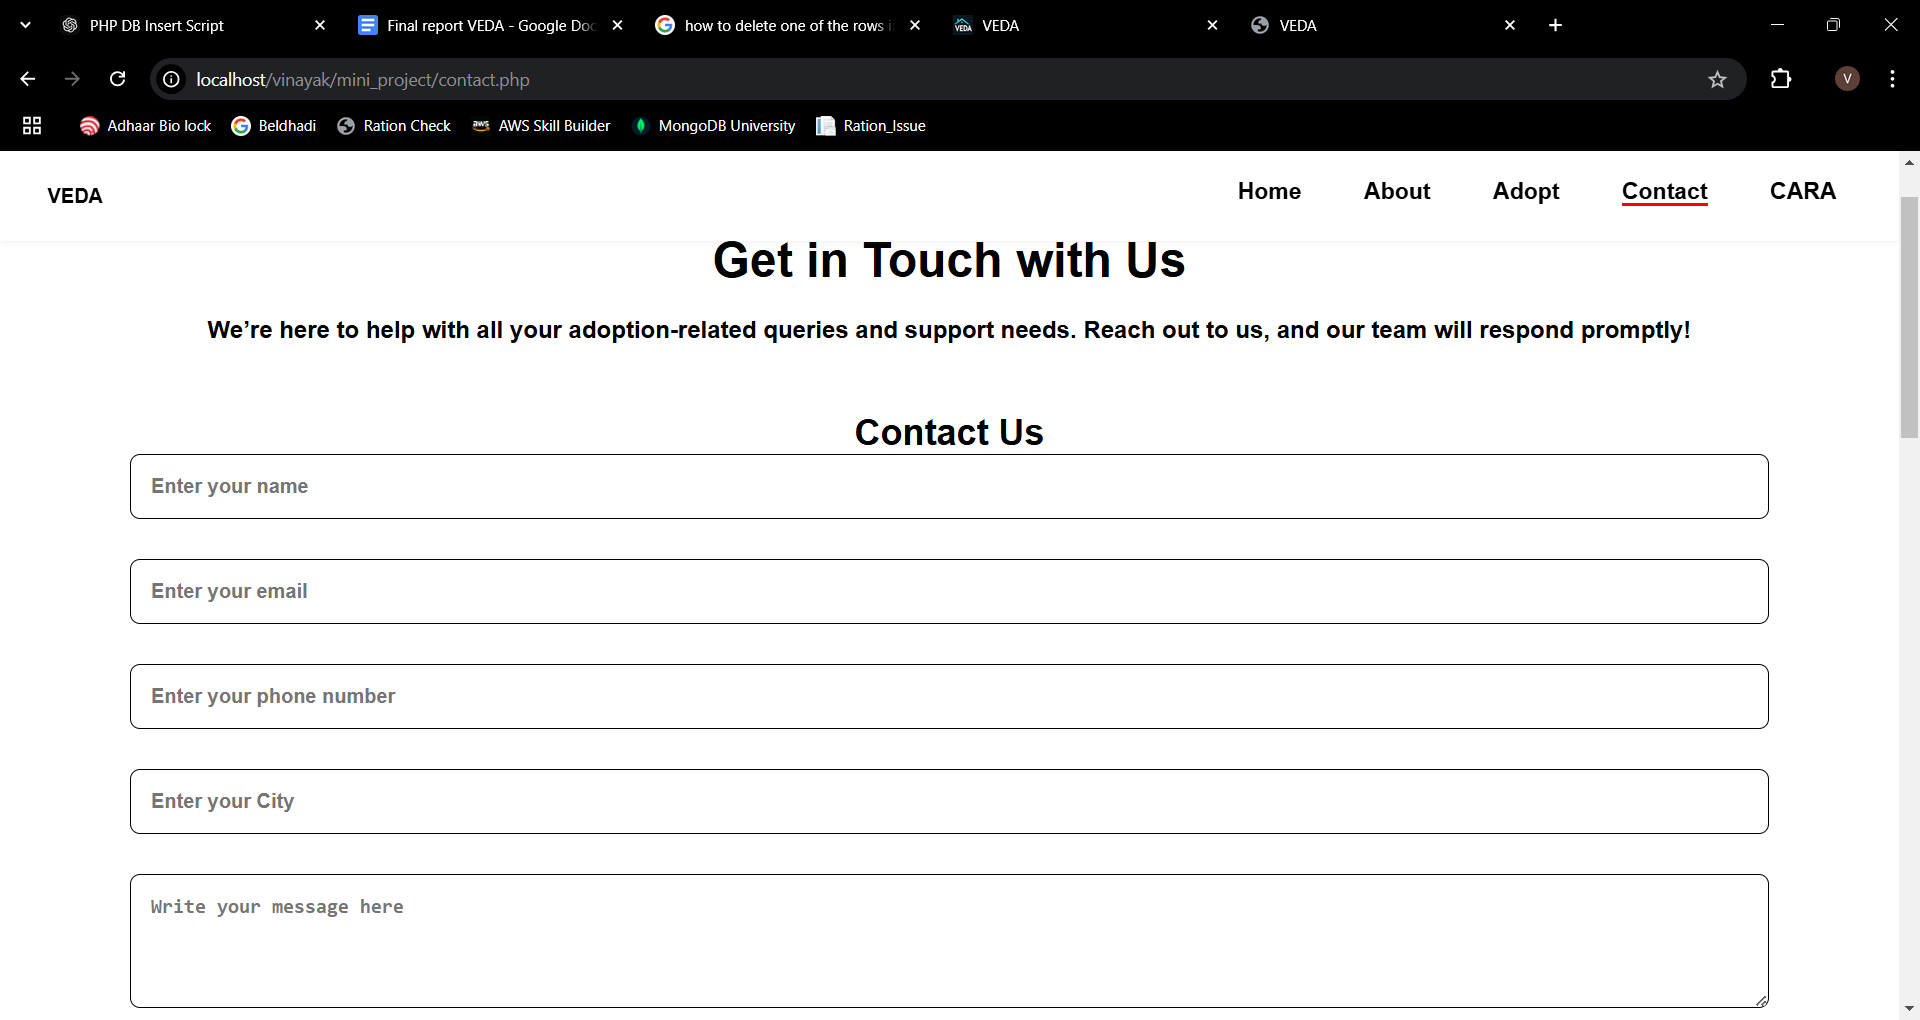 PHP DB Insert Script
Final report VEDA - Google Doc
how to delete one of the rows i
VEDA
VEDA
localhost/vinayak/mini_project/contact.php
V
Adhaar Bio lock
Beldhadi
Ration Check
aws AWS Skill Builder
MongoDB University
Ration_Issue
VEDA
Home
About
Adopt
Contact
CARA
Get in Touch with Us
We’re here to help with all your adoption-related queries and support needs. Reach out to us, and our team will respond promptly!
Contact Us
Enter your name
Enter your email
Enter your phone number
Enter your City
Write your message here